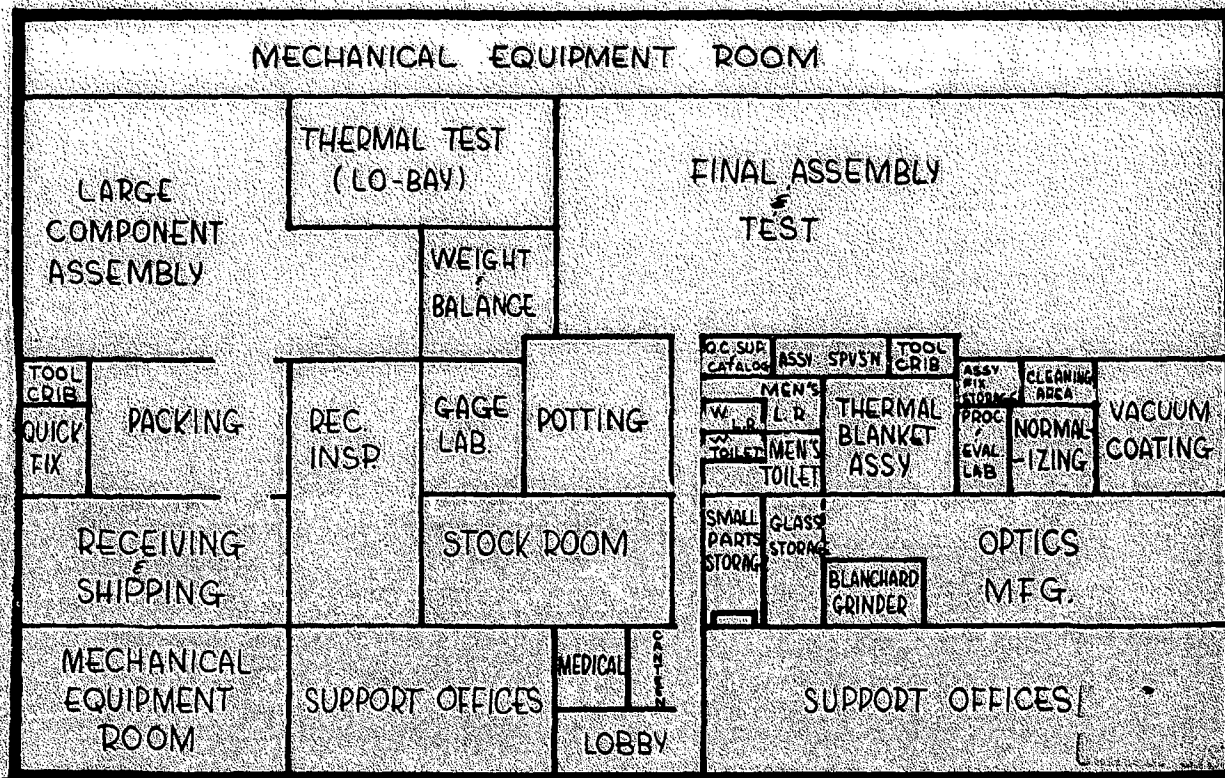 MECHANICAL EQUIPMENT ROOM
THERMAL TEST
(LO-BAY)
LARGE
COMPONENT
ASSEMBLY
FINAL ASSEMBLY
&
TEST
WEIGHT
&
BALANCE
TOOL
CRIB
QUICK
FIX
PACKING
REC.
INSP.
GAGE
LAB.
POTTING
Q.C. SUP.
CATALOG
ASSY. SPVS'N
TOOL
CRIB
MEN'S
L.R.
W.
L.R.
W.
TOILET
MEN'S
TOILET
THERMAL
BLANKET
ASSY
ASSY
FIX
STORAGE
CLEANING
AREA
PROC
/
EVAL
LAB
NORMAL-
-IZING
VACUUM
COATING
RECEIVING
&
SHIPPING
STOCK ROOM
SMALL
PARTS
STORAG
GLASS
STORAGE
BLANCHARD
GRINDER
OPTICS
MFG.
MECHANICAL
EQUIPMENT
ROOM
SUPPORT OFFICES
MEDICAL
CANTEEN
LOBBY
SUPPORT OFFICES